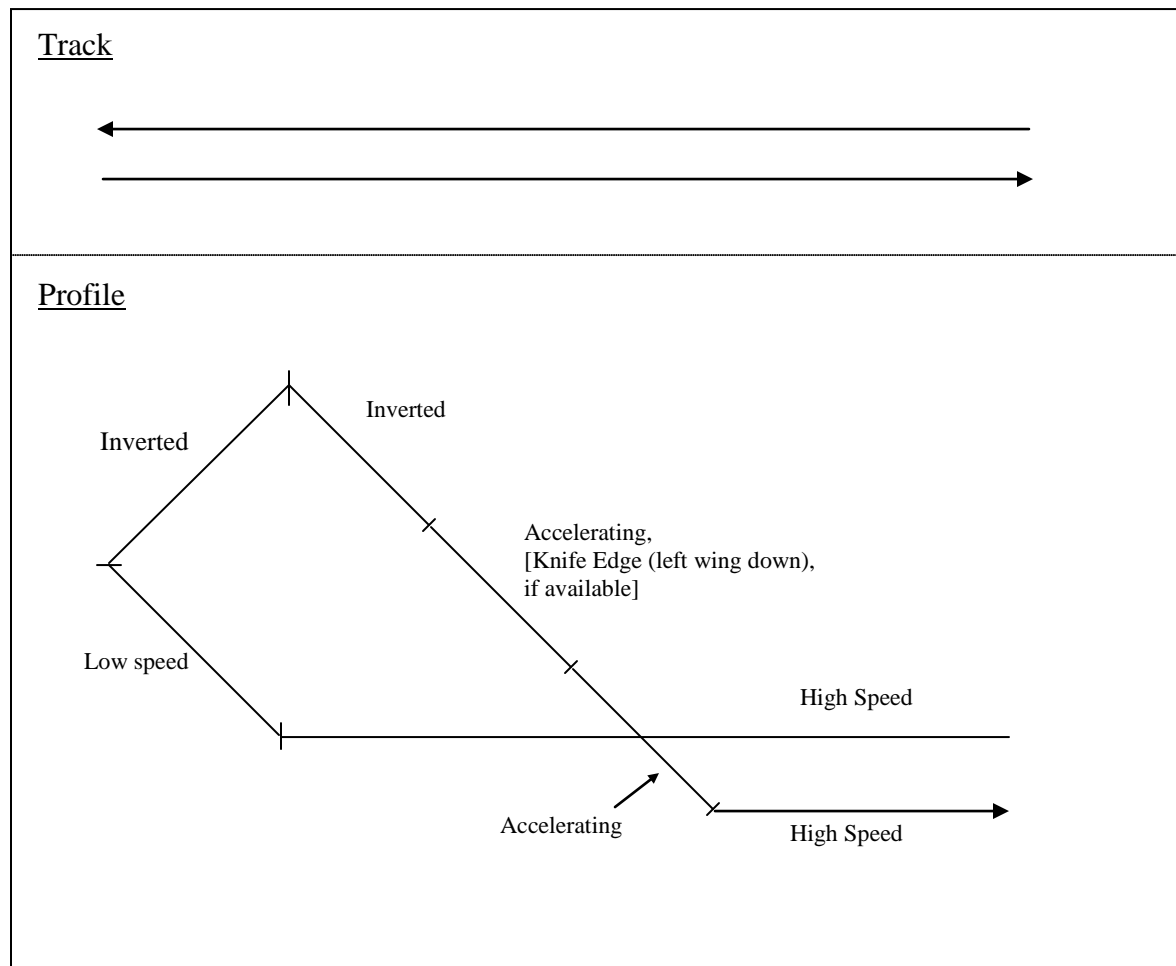 Track
Profile
Inverted
Inverted
Accelerating,
[Knife Edge (left wing down),
if available]
Low speed
High Speed
Accelerating
High Speed